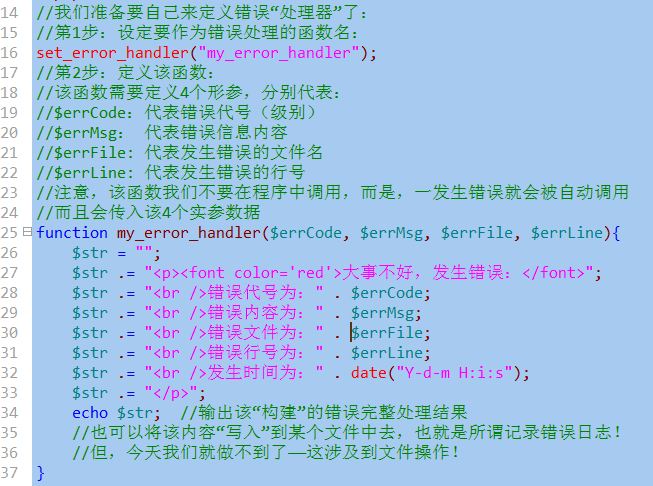 14 //我们准备要自己来定义错误“处理器”了:
15 //第1步: 设定要作为错误处理的函数名:
16 set_error_handler("my_error_handler");
17 //第2步: 定义该函数:
18 //该函数需要定义4个形参, 分别代表:
19 //$errCode: 代表错误代号（级别）
20 //$errMsg: 代表错误信息内容
21 //$errFile: 代表发生错误的文件名
22 //$errLine: 代表发生错误的行号
23 //注意, 该函数我们不要在程序中调用, 而是, 一发生错误就会被自动调用
24 //而且会传入该4个实参数据
25 function my_error_handler($errCode, $errMsg, $errFile, $errLine){
26 $str = "";
27 $str .= "<p><font color='red'>大事不好, 发生错误: </font>";
28 $str .= "<br />错误代号为: " . $errCode;
29 $str .= "<br />错误内容为: " . $errMsg;
30 $str .= "<br />错误文件为: " . $errFile;
31 $str .= "<br />错误行号为: " . $errLine;
32 $str .= "<br />发生时间为: " . date("Y-d-m H:i:s");
33 $str .= "</p>";
34 echo $str; //输出该“构建”的错误完整处理结果
35 //也可以将该内容“写入”到某个文件中去, 也就是所谓记录错误日志!
36 //但, 今天我们就做不到了—这涉及到文件操作!
37 }